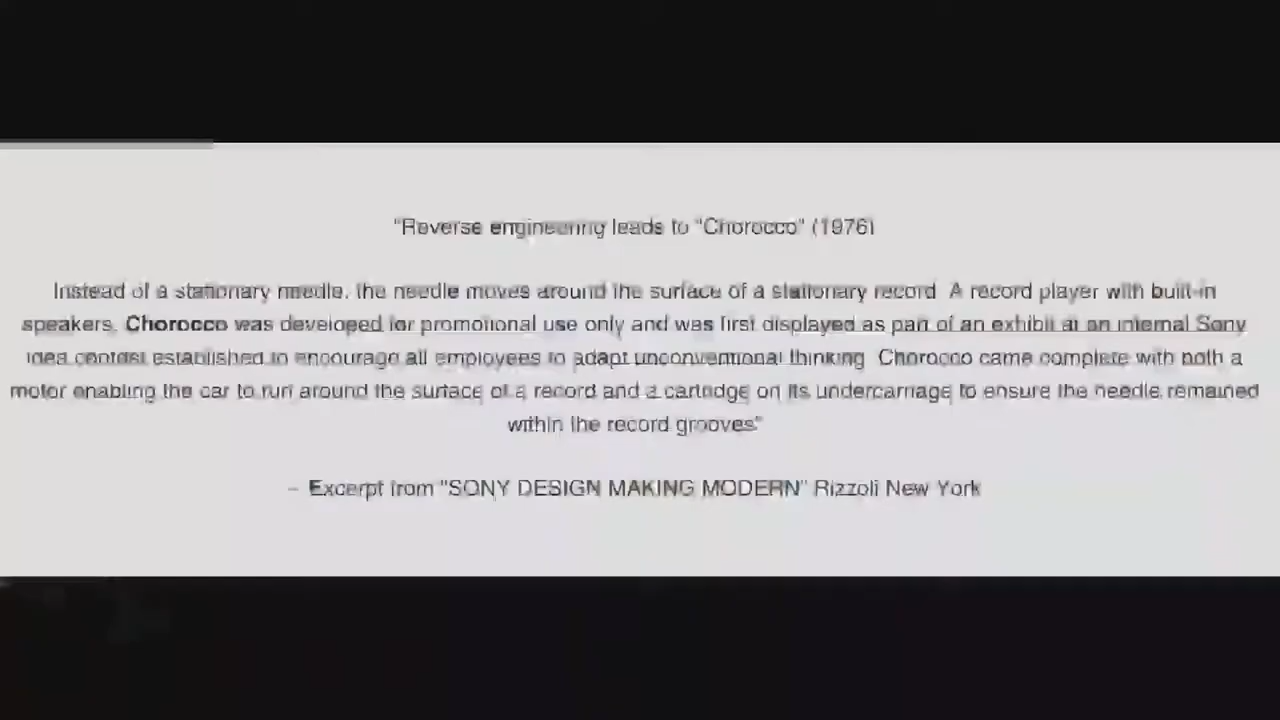 "Reverse engineering leads to "Chorocco" (1976)
Instead of a stationary needle, the needle moves around the surface of a stationary record. A record player with built-in
speakers, Chorocco was developed for promotional use only and was first displayed as part of an exhibit at an internal Sony
idea contest established to encourage all employees to adapt unconventional thinking. Chorocco came complete with both a
motor enabling the car to run around the surface of a record and a cartridge on its undercarriage to ensure the needle remained
within the record grooves"
– Excerpt from "SONY DESIGN MAKING MODERN" Rizzoli New York